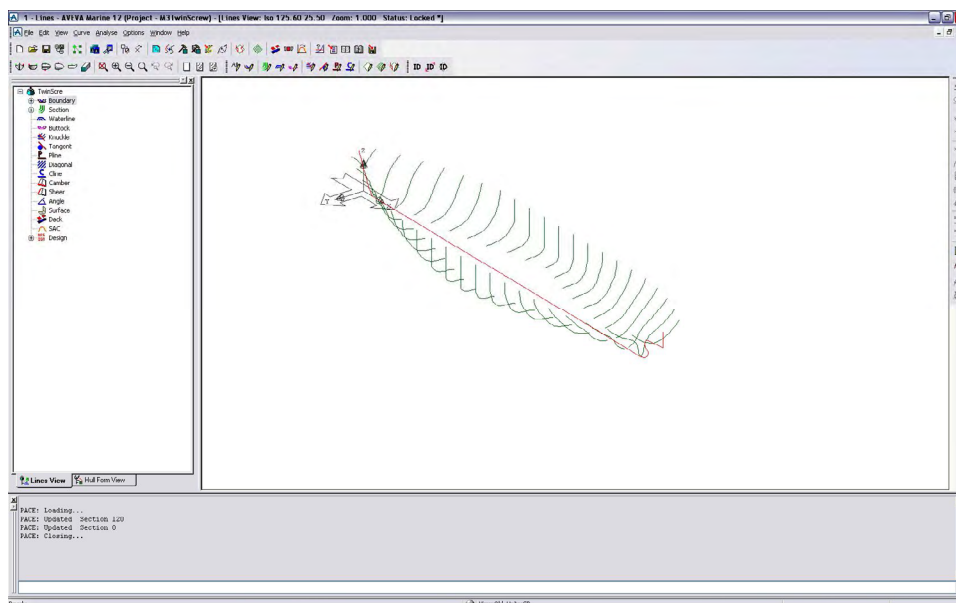 1 - Lines - AVEVA Marine 12 (Project - M3TwinScrew) - [Lines View: Iso 125.60 25.50 Zoom: 1.000 Status: Locked *]
File Edit View Curve Analyse Options Window Help
ID ID ID
TwinScre
Boundary
Section
Waterline
Buttock
Knuckle
Tangent
Pline
Diagonal
Cline
Camber
Sheer
Angle
Surface
Deck
SAC
Design
Lines View Hull Form View
PACE: Loading...
PACE: Updated Section 120
PACE: Updated Section 0
PACE: Closing...